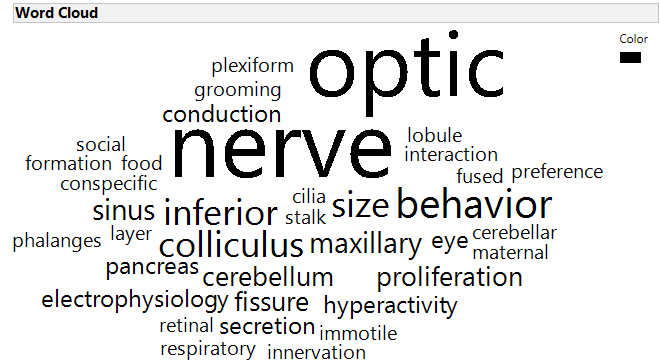 Word Cloud
Color
optic
plexiform
grooming
conduction
nerve
lobule
interaction
social
formation food
conspecific
fused preference
cilia
stalk
size behavior
sinus inferior
phalanges layer
colliculus maxillary eye
cerebellar
maternal
pancreas
cerebellum proliferation
electrophysiology fissure hyperactivity
retinal secretion immotile
respiratory innervation